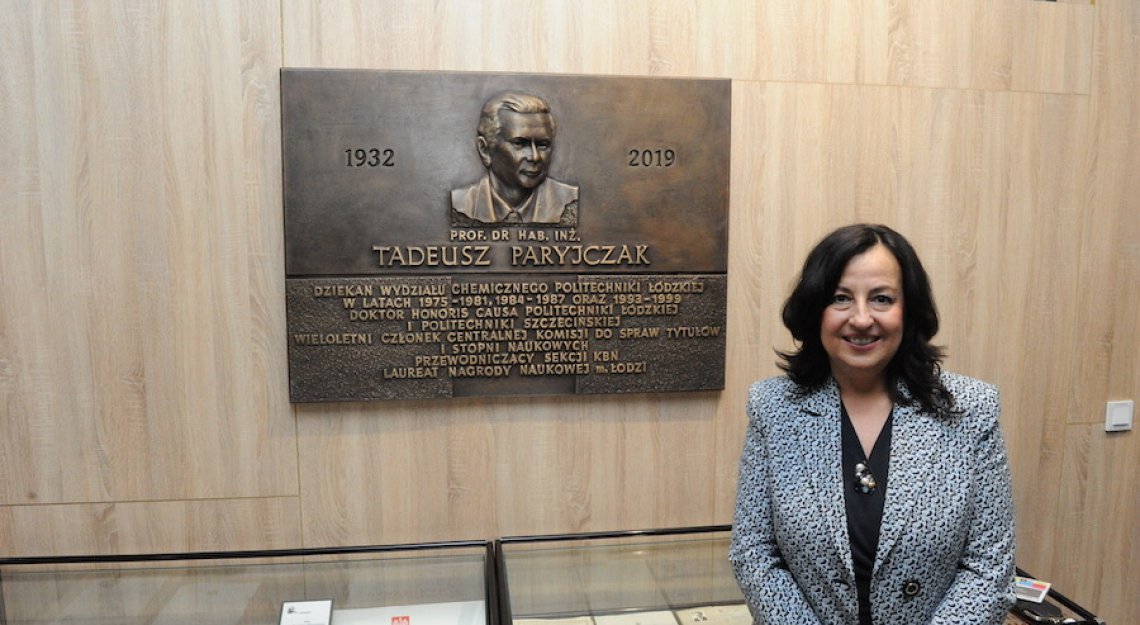 1932
2019
PROF. DR HAB. INŻ.
TADEUSZ PARYJCZAK
DZIEKAN WYDZIAŁU CHEMICZNEGO POLITECHNIKI ŁÓDZKIEJ
W LATACH 1975-1981, 1984-1987 ORAZ 1993-1999
DOKTOR HONORIS CAUSA POLITECHNIKI ŁÓDZKIEJ
I POLITECHNIKI SZCZECIŃSKIEJ
WIELOLETNI CZŁONEK CENTRALNEJ KOMISJI DO SPRAW TYTUŁÓW
I STOPNI NAUKOWYCH
PRZEWODNICZĄCY SEKCJI KBN
LAUREAT NAGRODY NAUKOWEJ m. ŁODZI